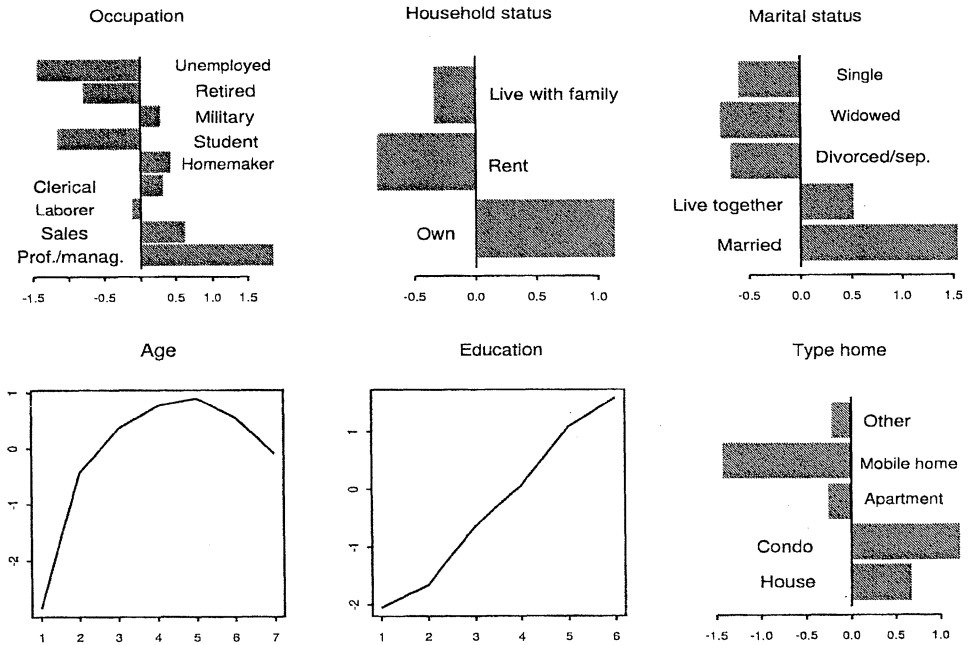 Occupation
Unemployed
Retired
Military
Student
Homemaker
Clerical
Laborer
Sales
Prof./manag.
-1.5 -0.5 0.5 1.0 1.5
Household status
Live with family
Rent
Own
-0.5 0.0 0.5 1.0
Marital status
Single
Widowed
Divorced/sep.
Live together
Married
-0.5 0.0 0.5 1.0 1.5
Age
1
0
-1
-2
1 2 3 4 5 6 7
Education
1
0
-1
-2
1 2 3 4 5 6
Type home
Other
Mobile home
Apartment
Condo
House
-1.5 -1.0 0.0 0.5 1.0